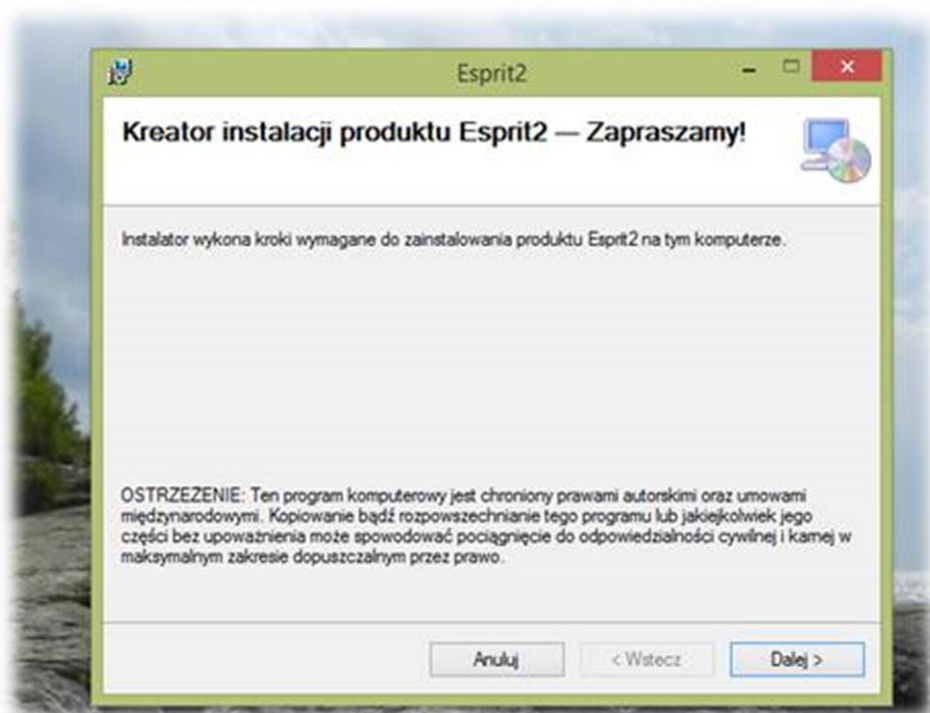 Esprit2
Kreator instalacji produktu Esprit2 — Zapraszamy!
Instalator wykona kroki wymagane do zainstalowania produktu Esprit2 na tym komputerze.
OSTRZEŻENIE: Ten program komputerowy jest chroniony prawami autorskimi oraz umowami
międzynarodowymi. Kopiowanie bądź rozpowszechnianie tego programu lub jakiejkolwiek jego
części bez upoważnienia może spowodować pociągnięcie do odpowiedzialności cywilnej i karnej w
maksymalnym zakresie dopuszczalnym przez prawo.
Anuluj
< Wstecz
Dalej >